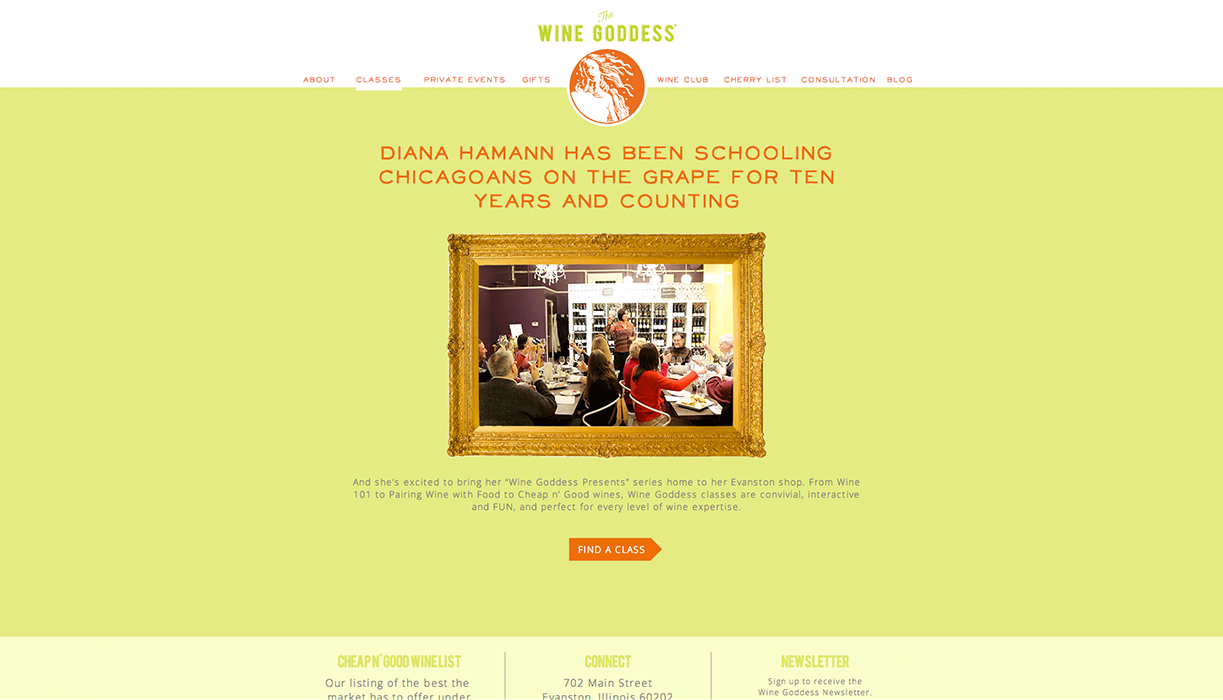 The
WINE GODDESS
ABOUT CLASSES PRIVATE EVENTS GIFTS WINE CLUB CHERRY LIST CONSULTATION BLOG
DIANA HAMANN HAS BEEN SCHOOLING
CHICAGOANS ON THE GRAPE FOR TEN
YEARS AND COUNTING
And she's excited to bring her "Wine Goddess Presents" series home to her Evanston shop. From Wine
101 to Pairing Wine with Food to Cheap n' Good wines, Wine Goddess classes are convivial, interactive
and FUN, and perfect for every level of wine expertise.
FIND A CLASS
CHEAP N' GOOD WINE LIST
Our listing of the best the
market has to offer under
CONNECT
702 Main Street
Evanston, Illinois 60202
NEWSLETTER
Sign up to receive the
Wine Goddess Newsletter.